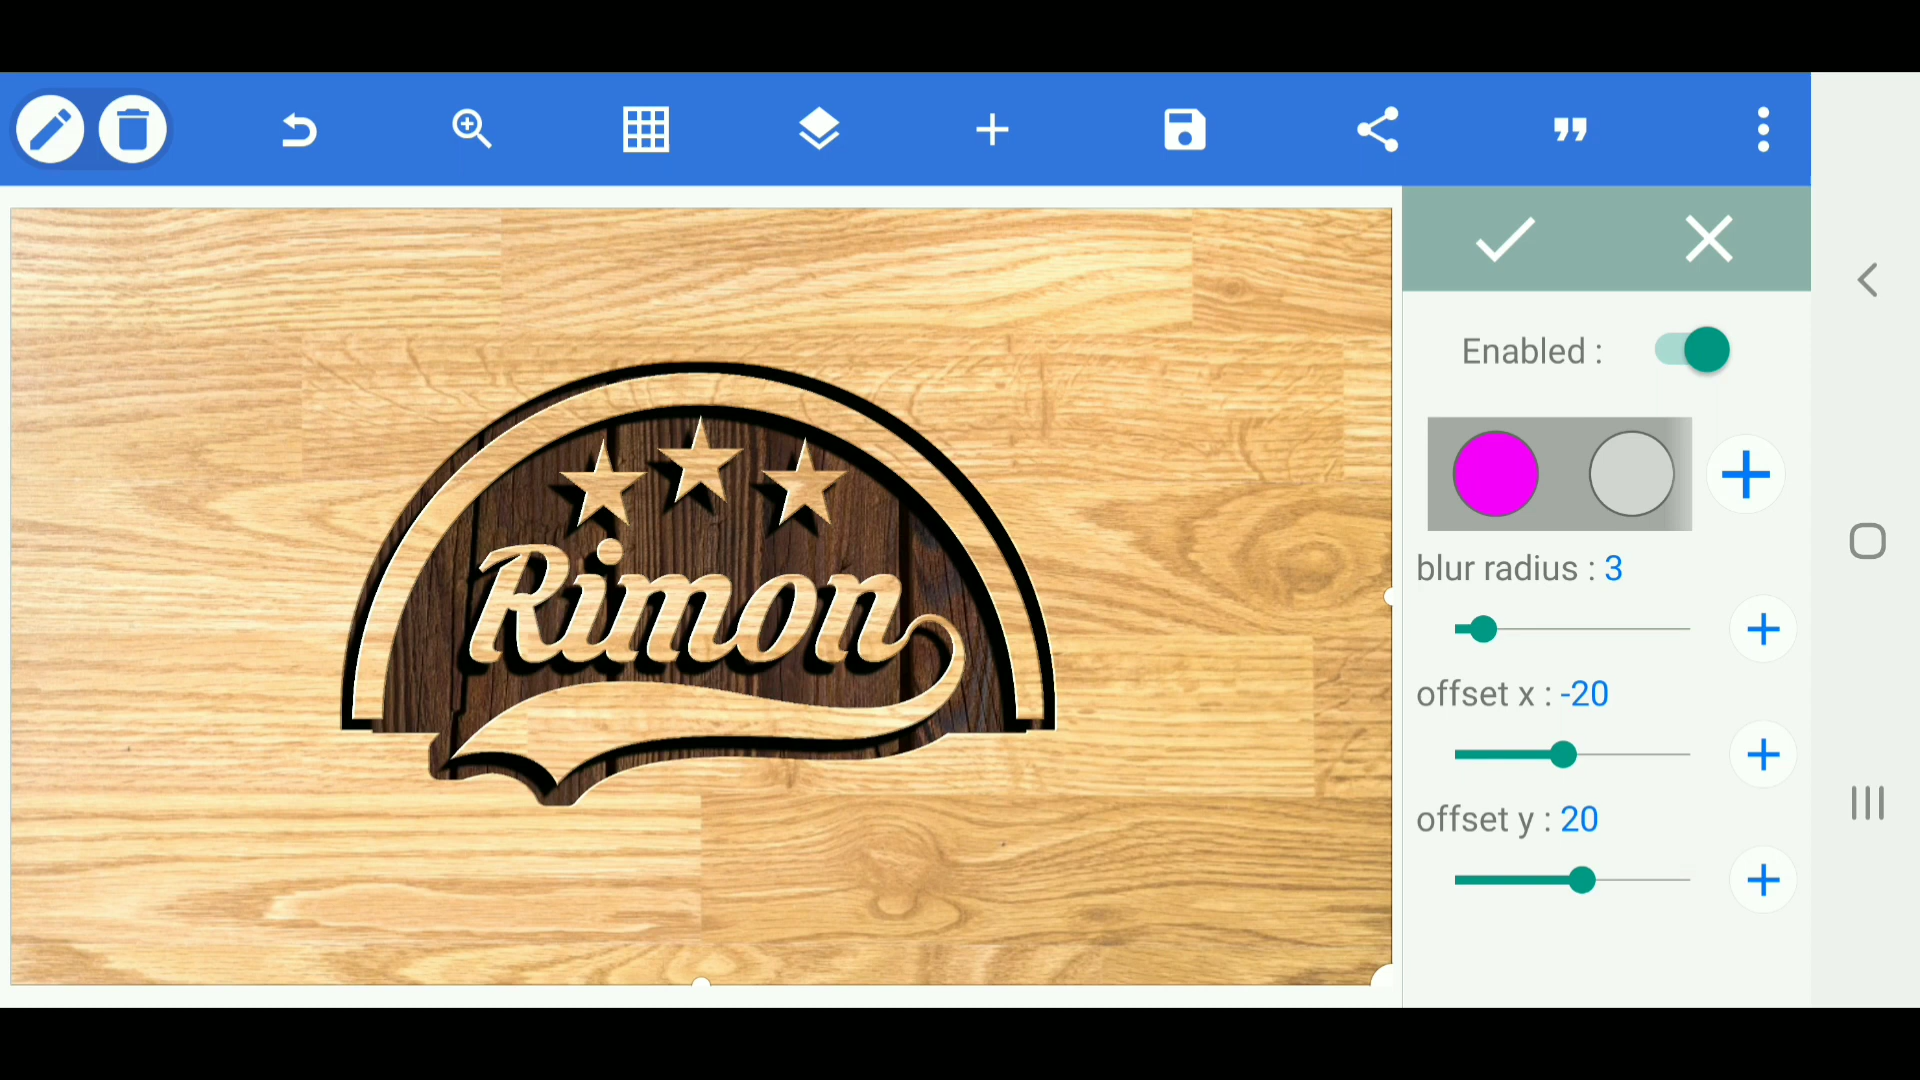 Enabled :
Rimon
blur radius : 3
offset x : -20
offset y : 20